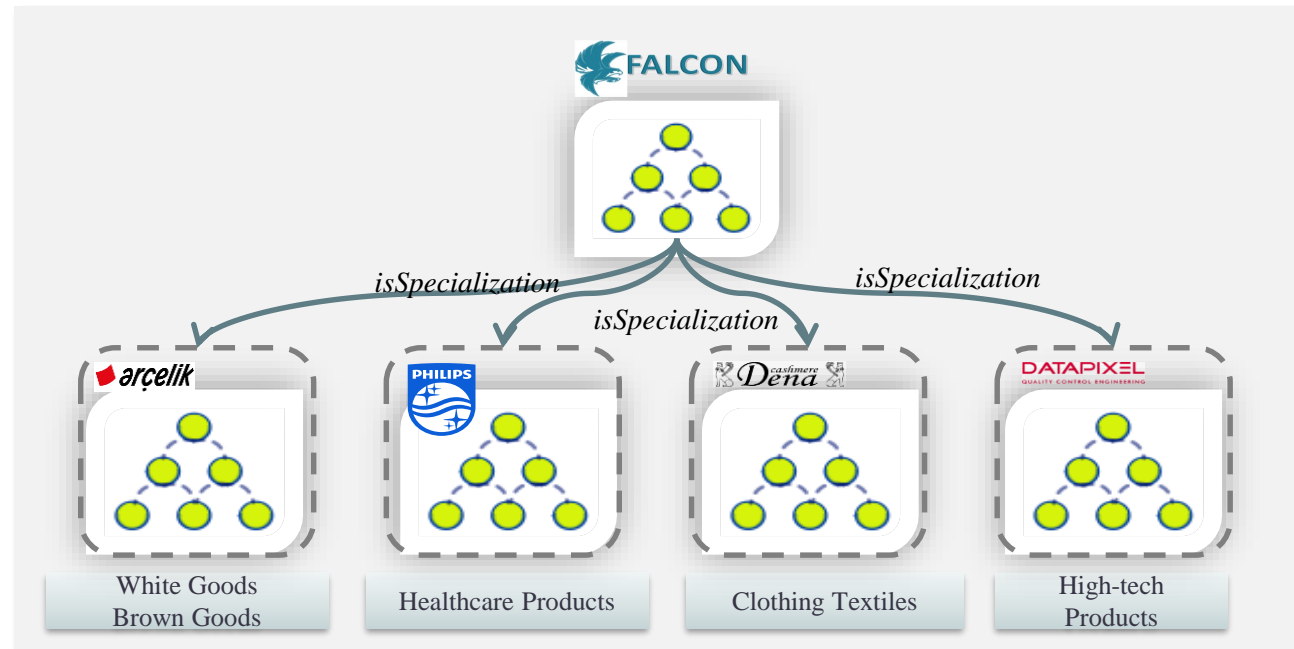 FALCON
isSpecialization
isSpecialization
isSpecialization
arçelik
PHILIPS
cashmere
Dena
DATAPIXEL
QUALITY CONTROL ENGINEERING
White Goods
Brown Goods
Healthcare Products
Clothing Textiles
High-tech
Products